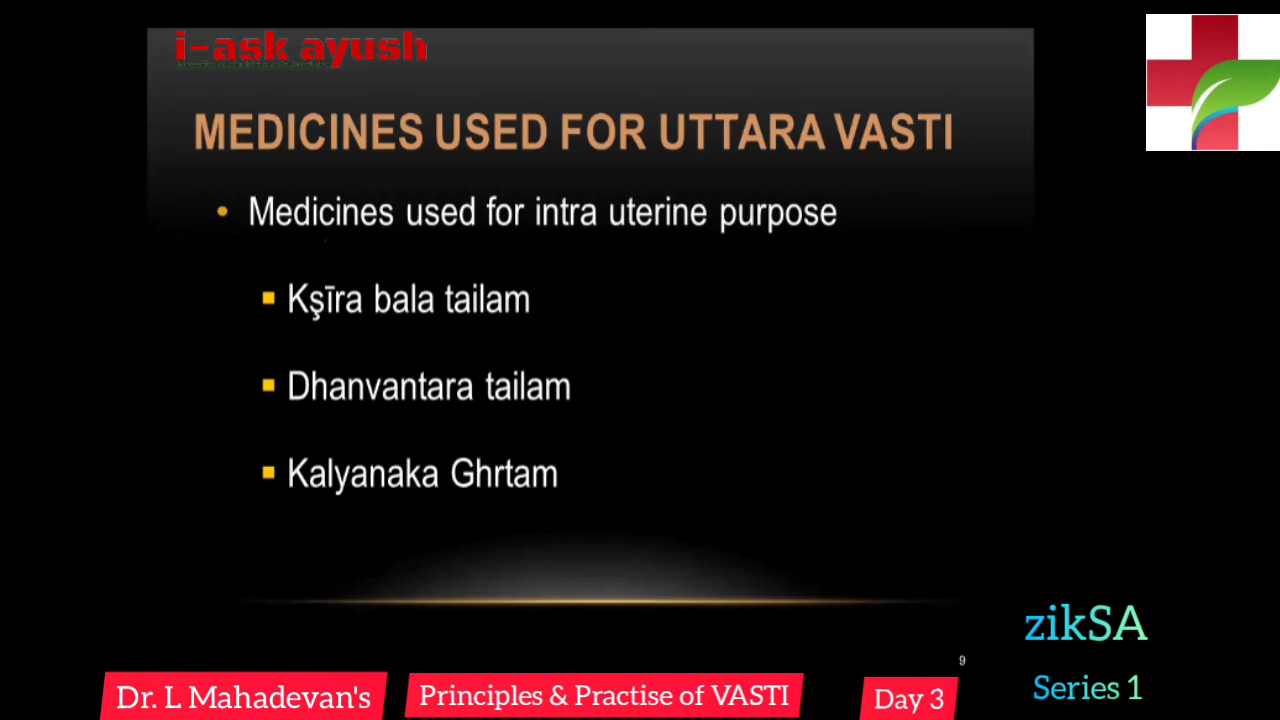 i-ask ayush
MEDICINES USED FOR UTTARA VASTI
• Medicines used for intra uterine purpose
▪ Kşīra bala tailam
▪ Dhanvantara tailam
▪ Kalyanaka Ghrtam
9
zikSA
Series 1
Dr. L Mahadevan's
Principles & Practise of VASTI
Day 3